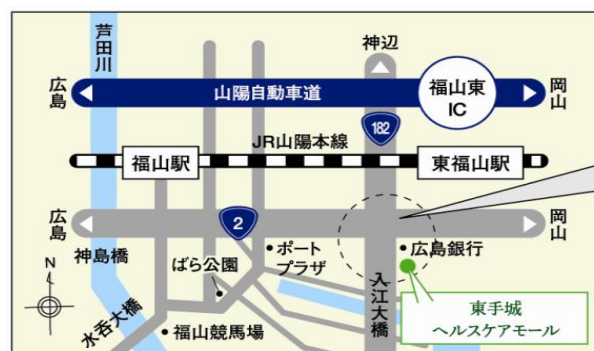 芦田川
神辺
広島
山陽自動車道
福山東
IC
岡山
182
JR山陽本線
福山駅
東福山駅
広島
2
岡山
神島橋
ばら公園
ポート
プラザ
広島銀行
N
入江大橋
東手城
ヘルスケアモール
水呑大橋
福山競馬場